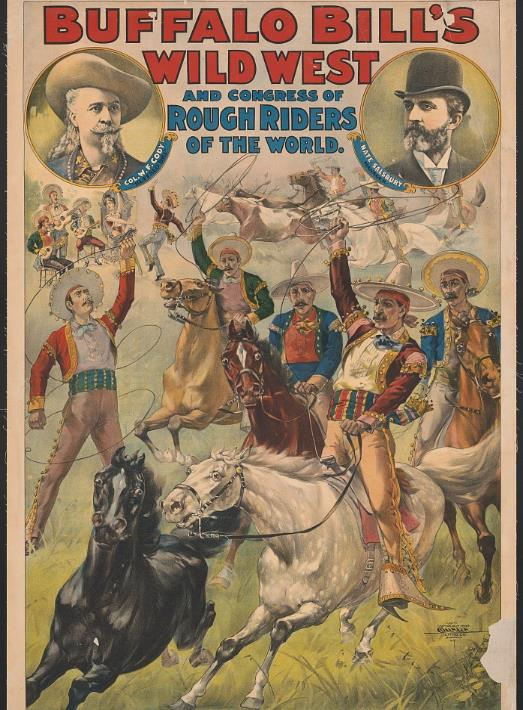 BUFFALO BILL'S
WILD WEST
AND CONGRESS OF
ROUGH RIDERS
OF THE WORLD.
COL. W. F. CODY
NATE SALSBURY